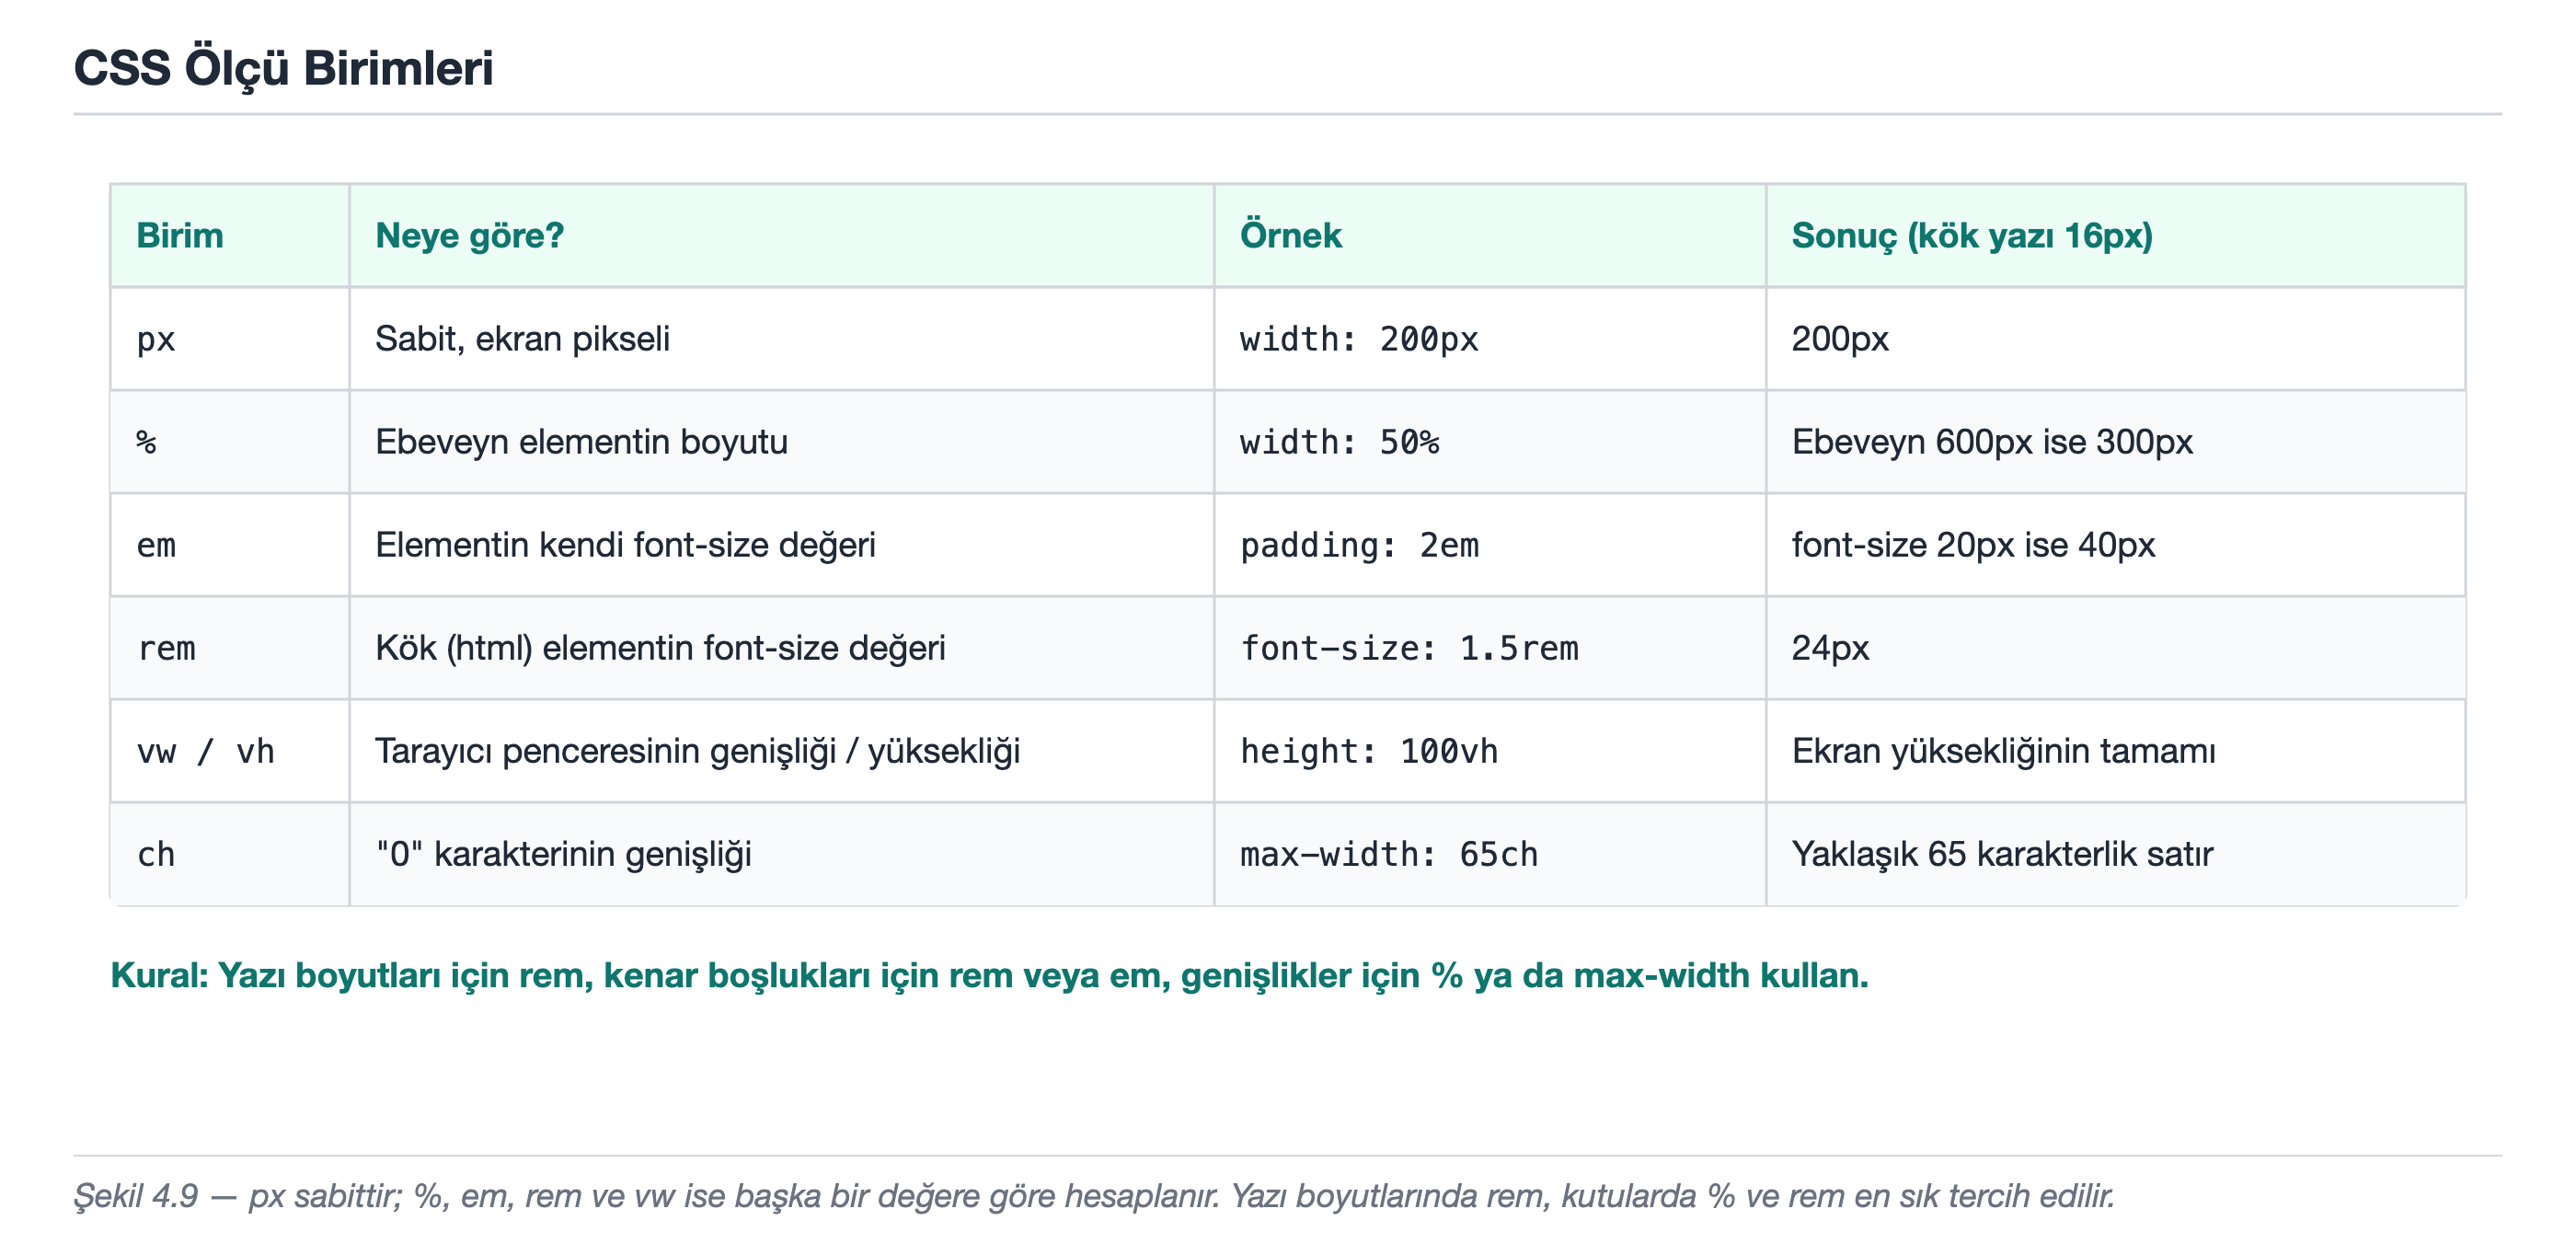 CSS Ölçü Birimleri
Birim Neye göre? Örnek Sonuç (kök yazı 16px)
px Sabit, ekran pikseli width: 200px 200px
% Ebeveyn elementin boyutu width: 50% Ebeveyn 600px ise 300px
em Elementin kendi font-size değeri padding: 2em font-size 20px ise 40px
rem Kök (html) elementin font-size değeri font-size: 1.5rem 24px
vw / vh Tarayıcı penceresinin genişliği / yüksekliği height: 100vh Ekran yüksekliğinin tamamı
ch "0" karakterinin genişliği max-width: 65ch Yaklaşık 65 karakterlik satır
Kural: Yazı boyutları için rem, kenar boşlukları için rem veya em, genişlikler için % ya da max-width kullan.
Şekil 4.9 — px sabittir; %, em, rem ve vw ise başka bir değere göre hesaplanır. Yazı boyutlarında rem, kutularda % ve rem en sık tercih edilir.